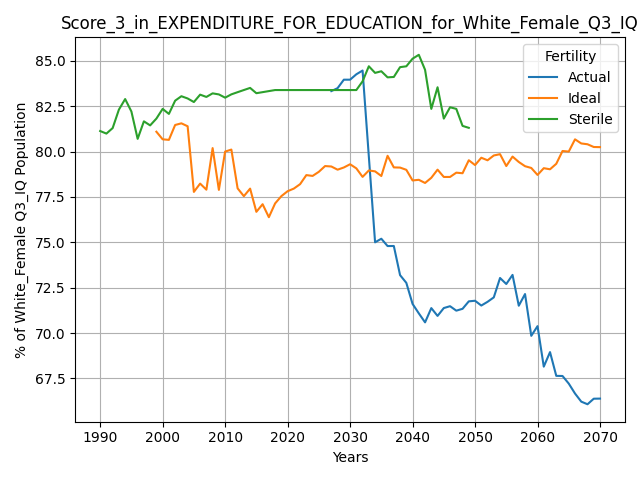 Score_3_in_EXPENDITURE_FOR_EDUCATION_for_White_Female_Q3_IQ
Fertility
Actual
Ideal
Sterile
% of White_Female Q3_IQ Population
85.0
82.5
80.0
77.5
75.0
72.5
70.0
67.5
1990 2000 2010 2020 2030 2040 2050 2060 2070
Years